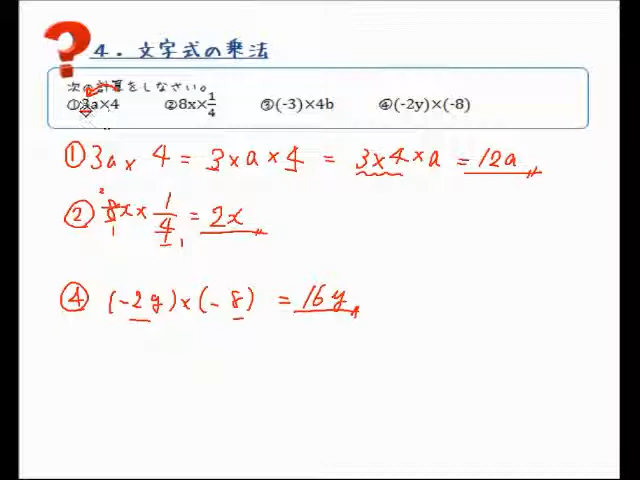 4．文字式の乗法
次の計算をしなさい。
①3a×4 ②8x×1/4 ③(-3)×4b ④(-2y)×(-8)
① 3a × 4 = 3 × a × 4 = 3 × 4 × a = 12a
② 8x × 1/4 = 2x
④ (-2y) × (-8) = 16y